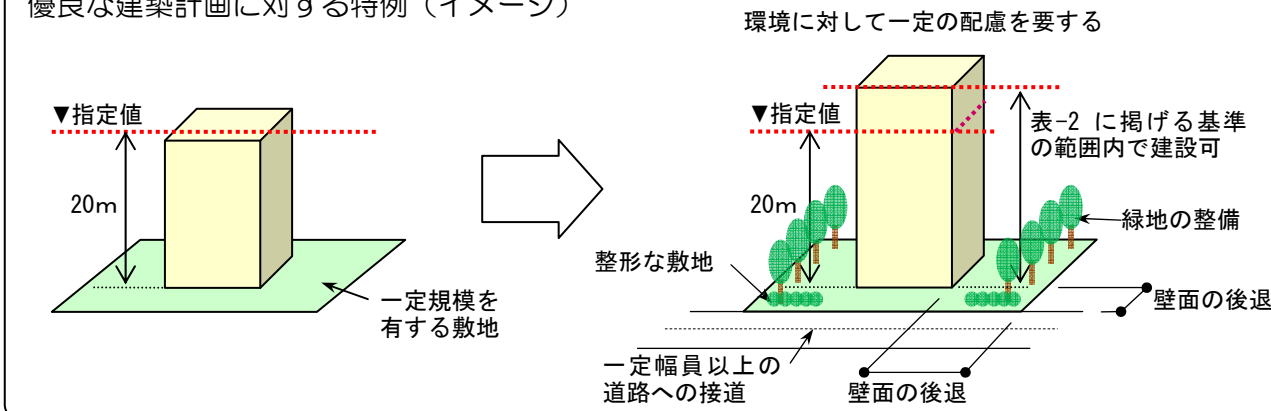 優良な建築計画に対する特例（イメージ）
環境に対して一定の配慮を要する
▼指定値
20m
一定規模を
有する敷地
▼指定値
20m
表-2 に掲げる基準
の範囲内で建設可
緑地の整備
整形な敷地
壁面の後退
一定幅員以上の
道路への接道
壁面の後退